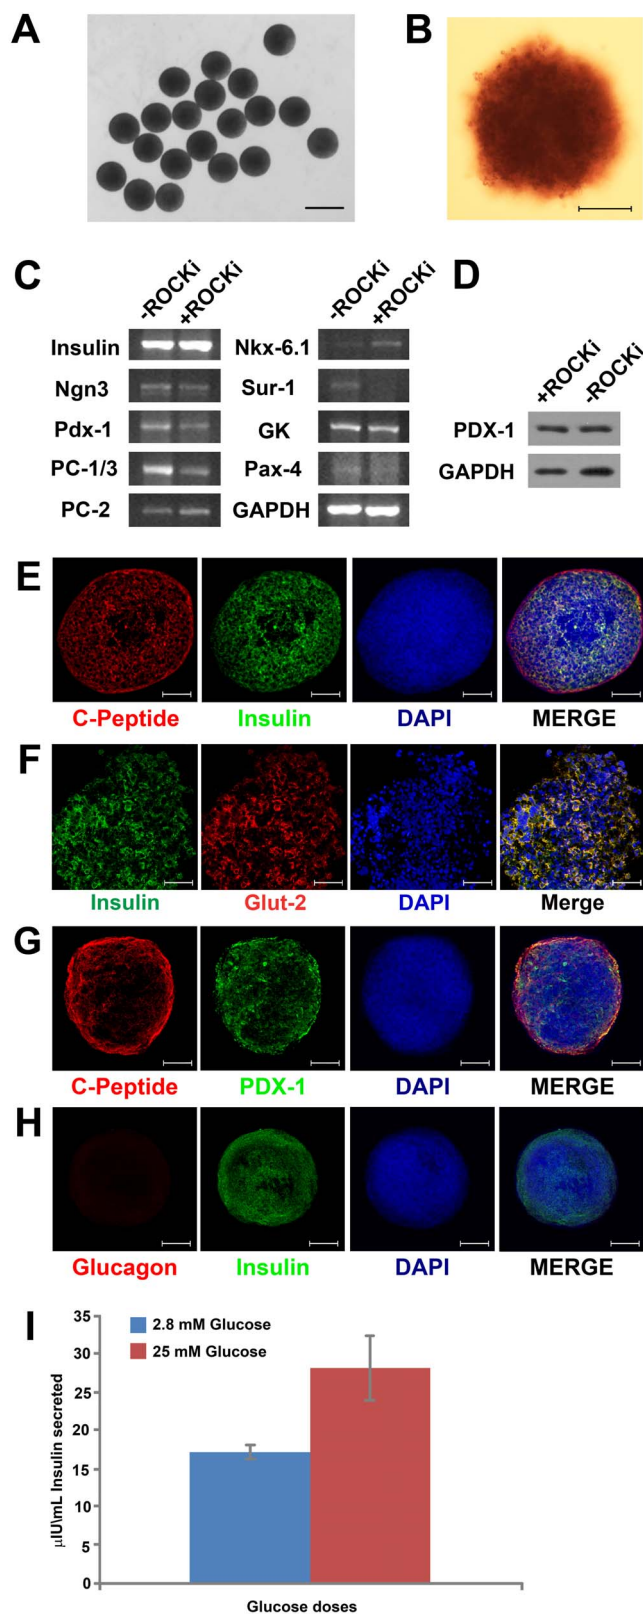 A
B
C
-ROCKi +ROCKi
-ROCKi +ROCKi
D
Insulin
Nkx-6.1
+ROCKi -ROCKi
Ngn3
Sur-1
Pdx-1
GK
PDX-1
PC-1/3
Pax-4
GAPDH
PC-2
GAPDH
E
C-Peptide Insulin DAPI MERGE
F
Insulin Glut-2 DAPI Merge
G
C-Peptide PDX-1 DAPI MERGE
H
Glucagon Insulin DAPI MERGE
I
2.8 mM Glucose
25 mM Glucose
µIU\mL Insulin secreted
35
30
25
20
15
10
5
0
Glucose doses